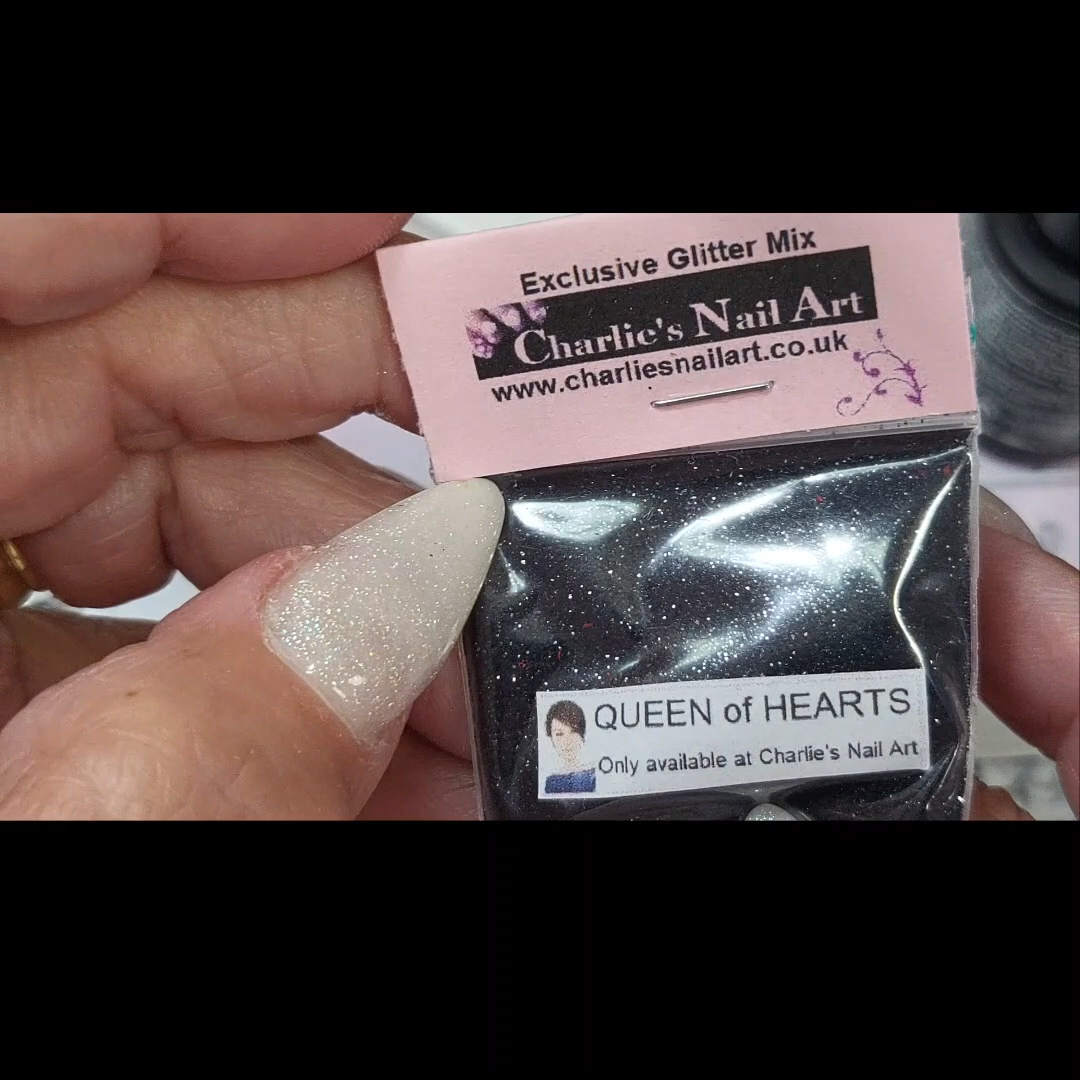 Exclusive Glitter Mix
Charlie's Nail Art
www.charliesnailart.co.uk
QUEEN of HEARTS
Only available at Charlie's Nail Art